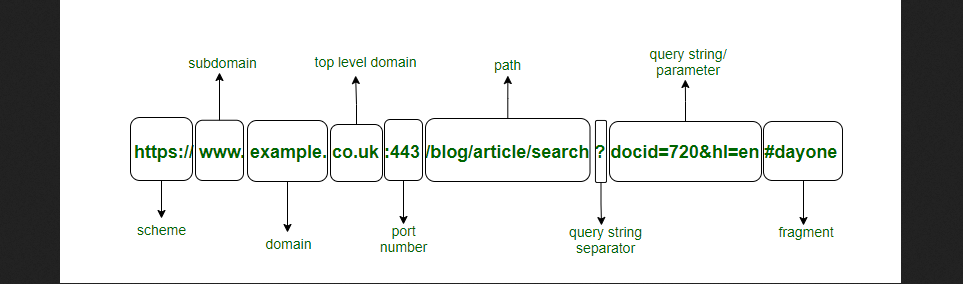 subdomain
top level domain
path
query string/
parameter
https://www.example.co.uk:443/blog/article/search?docid=720&hl=en#dayone
scheme
domain
port
number
query string
separator
fragment